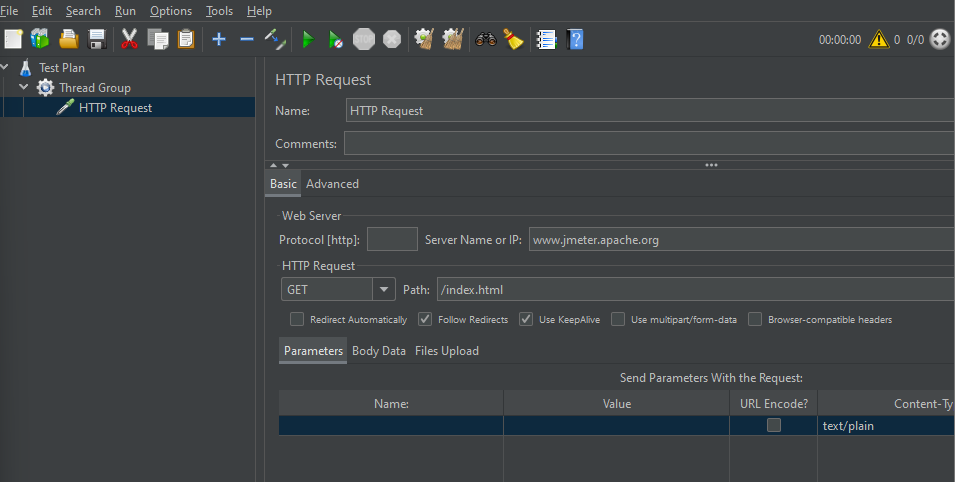 File Edit Search Run Options Tools Help
00:00:00 0 0/0
Test Plan
Thread Group
HTTP Request
HTTP Request
Name: HTTP Request
Comments:
Basic Advanced
Web Server
Protocol [http]: Server Name or IP: www.jmeter.apache.org
HTTP Request
GET Path: /index.html
Redirect Automatically Follow Redirects Use KeepAlive Use multipart/form-data Browser-compatible headers
Parameters Body Data Files Upload
Send Parameters With the Request:
Name: Value URL Encode? Content-Ty
text/plain